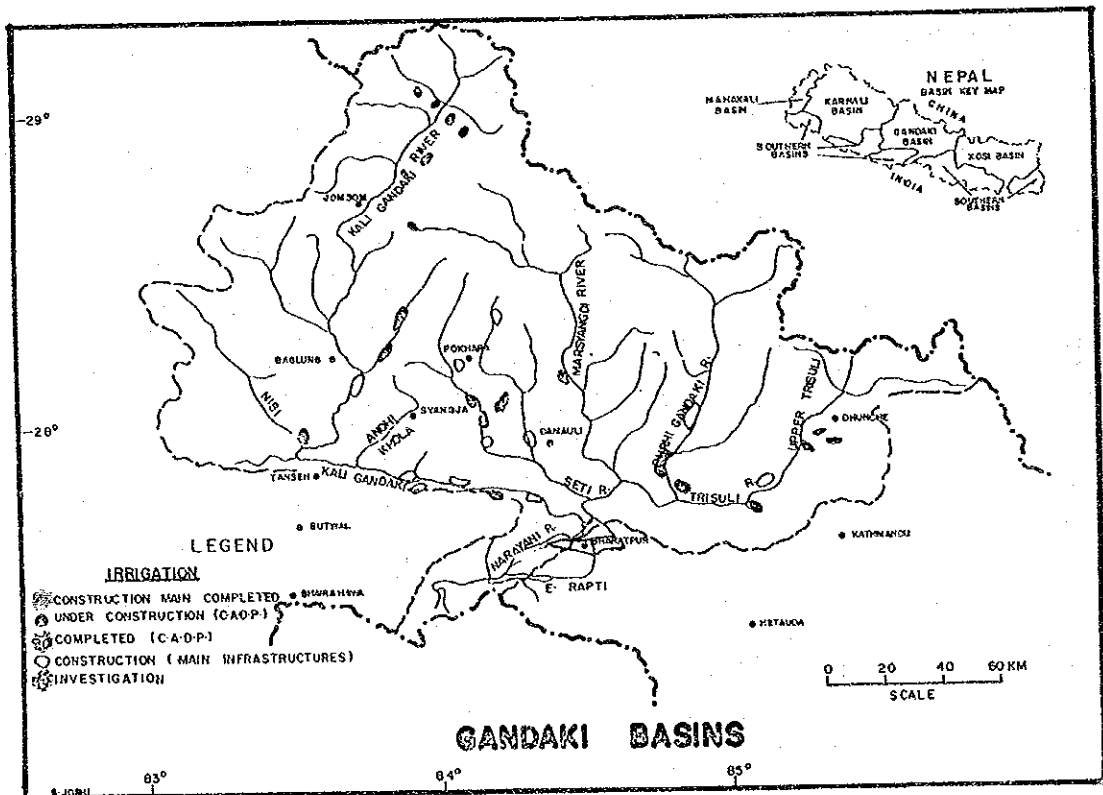 NEPAL
BASIN KEY MAP
CHINA
MAHAKALI
BASIN
KARNALI
BASIN
GANDAKI
BASIN
KOSI BASIN
SOUTHERN
BASINS
INDIA
SOUTHERN
BASINS
29°
28°
JOMSOM
KALI GANDAKI RIVER
MARSYANGDI RIVER
BAGLUNG
POKHARA
NISI
ANDHI
KHOLA
SYANGJA
DAMAULI
BURHI GANDAKI R.
UPPER TRISULI
DHUNCHE
TANSEN
KALI GANDAKI
SETI R.
TRISULI R.
BUTWAL
NARAYANI R.
BHARATPUR
KATHMANDU
E. RAPTI
BHAIRAHAWA
HETAUDA
LEGEND
IRRIGATION
CONSTRUCTION MAIN COMPLETED
UNDER CONSTRUCTION (C.A.D.P.)
COMPLETED (C.A.D.P.)
CONSTRUCTION (MAIN INFRASTRUCTURES)
INVESTIGATION
0 20 40 60 KM
SCALE
GANDAKI BASINS
83°
84°
85°
S. JOSHI